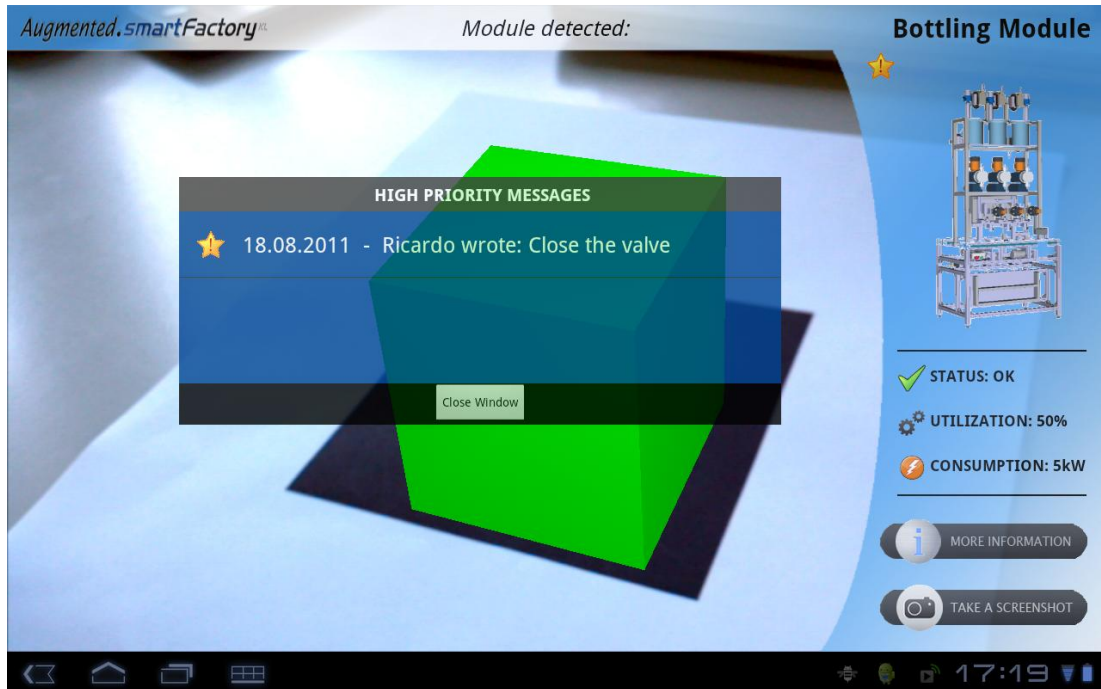 Augmented.smartFactoryKL
Module detected:
Bottling Module
HIGH PRIORITY MESSAGES
18.08.2011 - Ricardo wrote: Close the valve
Close Window
STATUS: OK
UTILIZATION: 50%
CONSUMPTION: 5kW
MORE INFORMATION
TAKE A SCREENSHOT
17:19